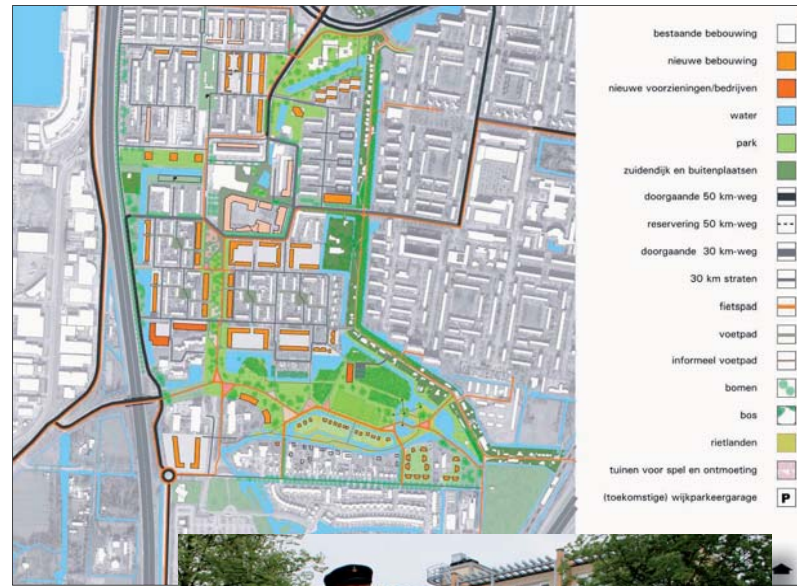 bestaande bebouwing
nieuwe bebouwing
nieuwe voorzieningen/bedrijven
water
park
zuidendijk en buitenplaatsen
doorgaande 50 km-weg
reservering 50 km-weg
doorgaande 30 km-weg
30 km straten
fietspad
voetpad
informeel voetpad
bomen
bos
rietlanden
tuinen voor spel en ontmoeting
(toekomstige) wijkparkeergarage P